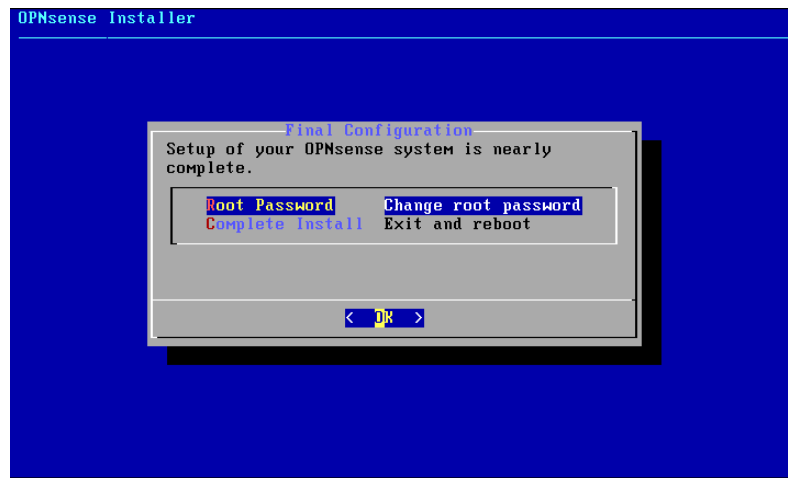 OPNsense Installer
Final Configuration
Setup of your OPNsense system is nearly
complete.
Root Password Change root password
Complete Install Exit and reboot
< OK >